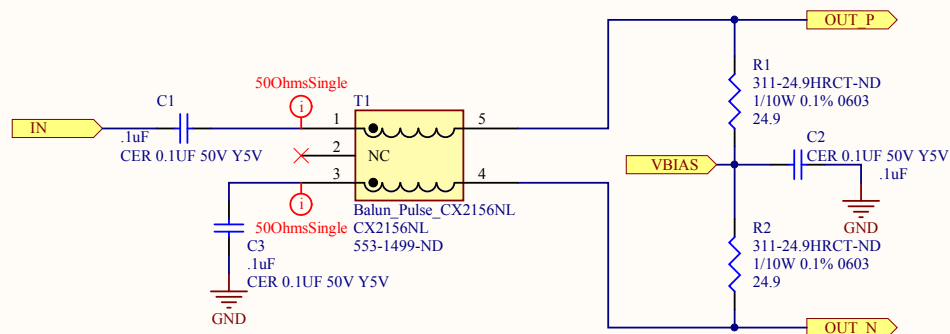 OUT_P
R1
311-24.9HRCT-ND
1/10W 0.1% 0603
24.9
50OhmsSingle
i
C1
T1
IN
.1uF
CER 0.1UF 50V Y5V
1
5
2
NC
3
4
C2
CER 0.1UF 50V Y5V
.1uF
VBIAS
GND
i
50OhmsSingle
Balun_Pulse_CX2156NL
CX2156NL
553-1499-ND
C3
.1uF
CER 0.1UF 50V Y5V
GND
R2
311-24.9HRCT-ND
1/10W 0.1% 0603
24.9
OUT_N